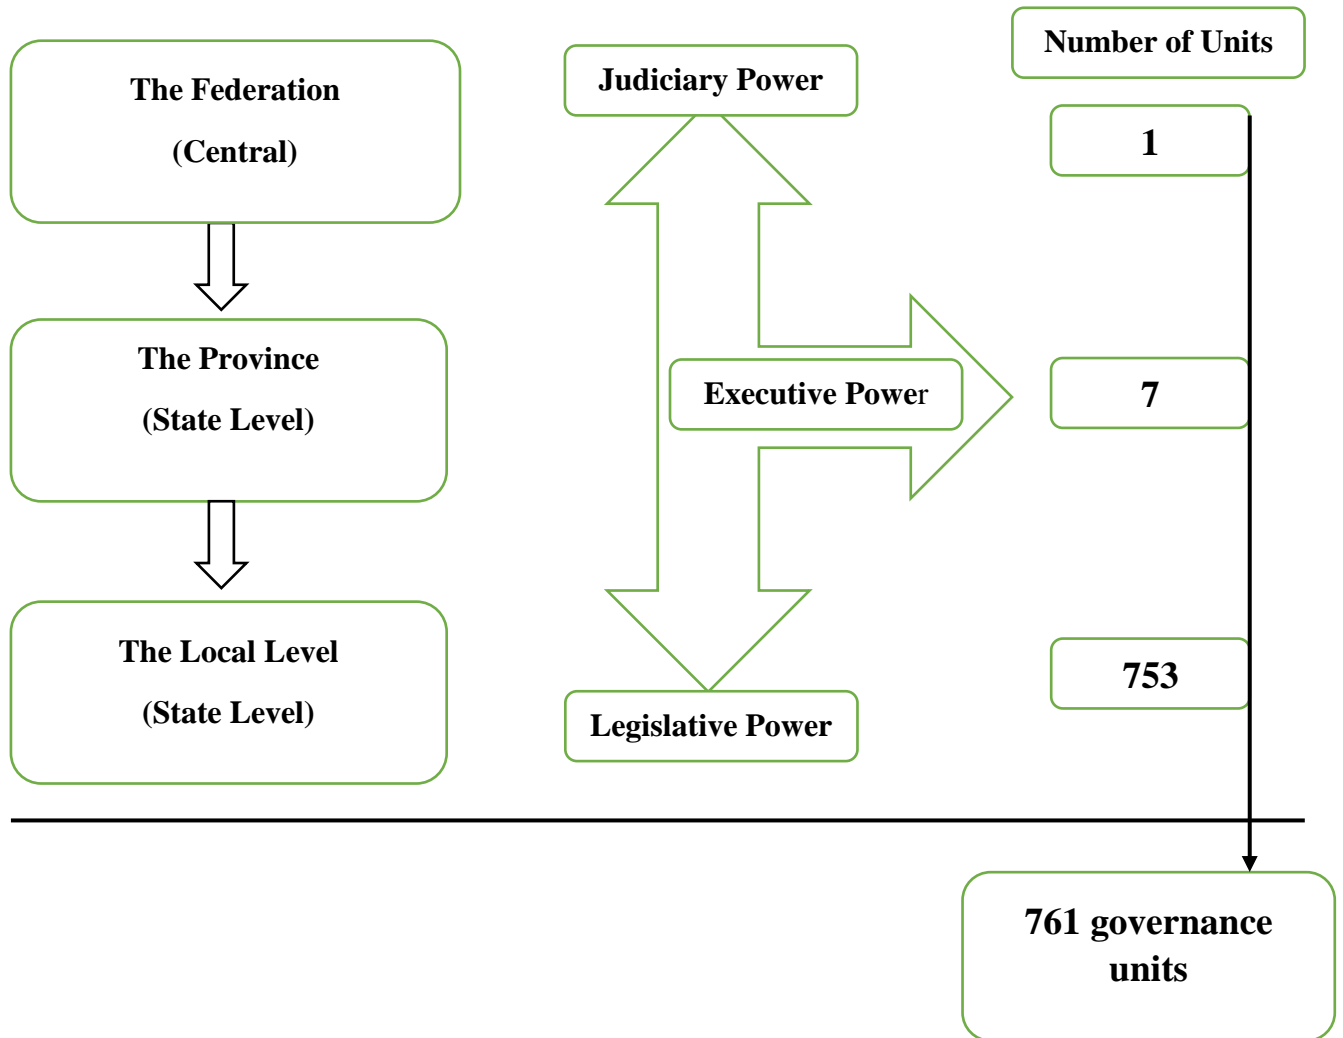 The Federation
(Central)
The Province
(State Level)
The Local Level
(State Level)
Judiciary Power
Executive Power
Legislative Power
Number of Units
1
7
753
761 governance
units